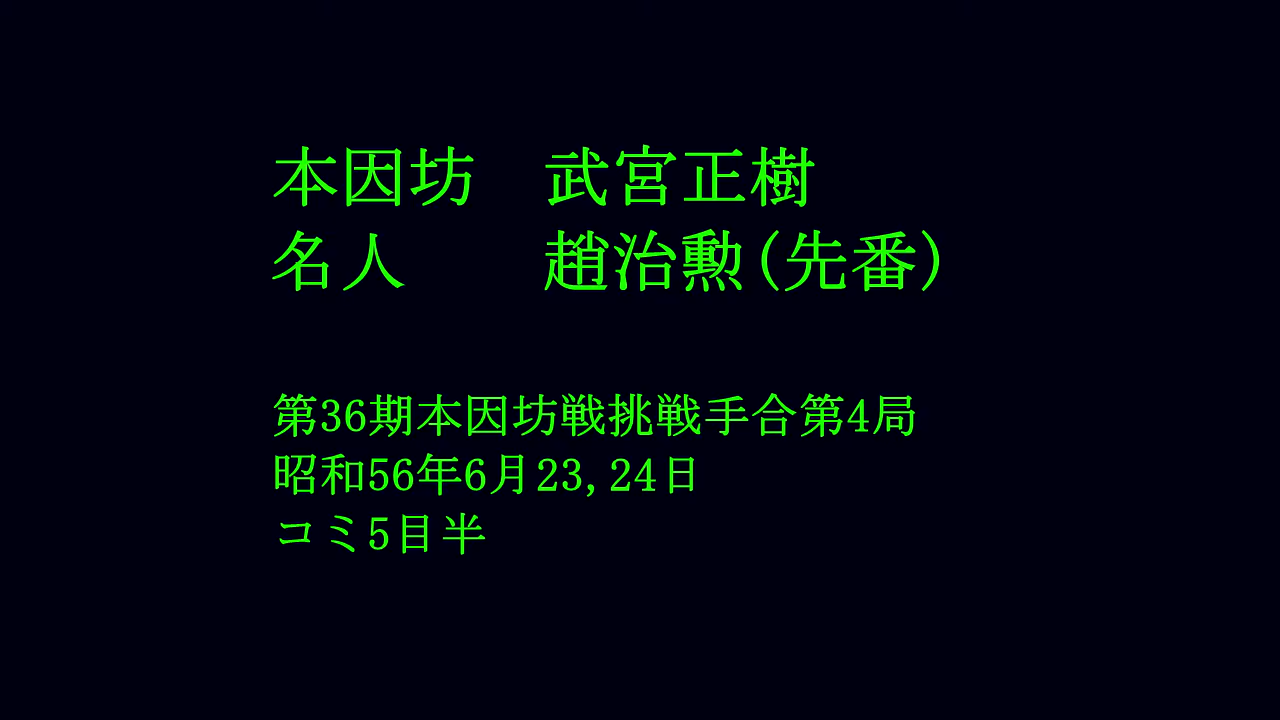 本因坊　武宮正樹
名人　　趙治勲(先番)
第36期本因坊戦挑戦手合第4局
昭和56年6月23,24日
コミ5目半